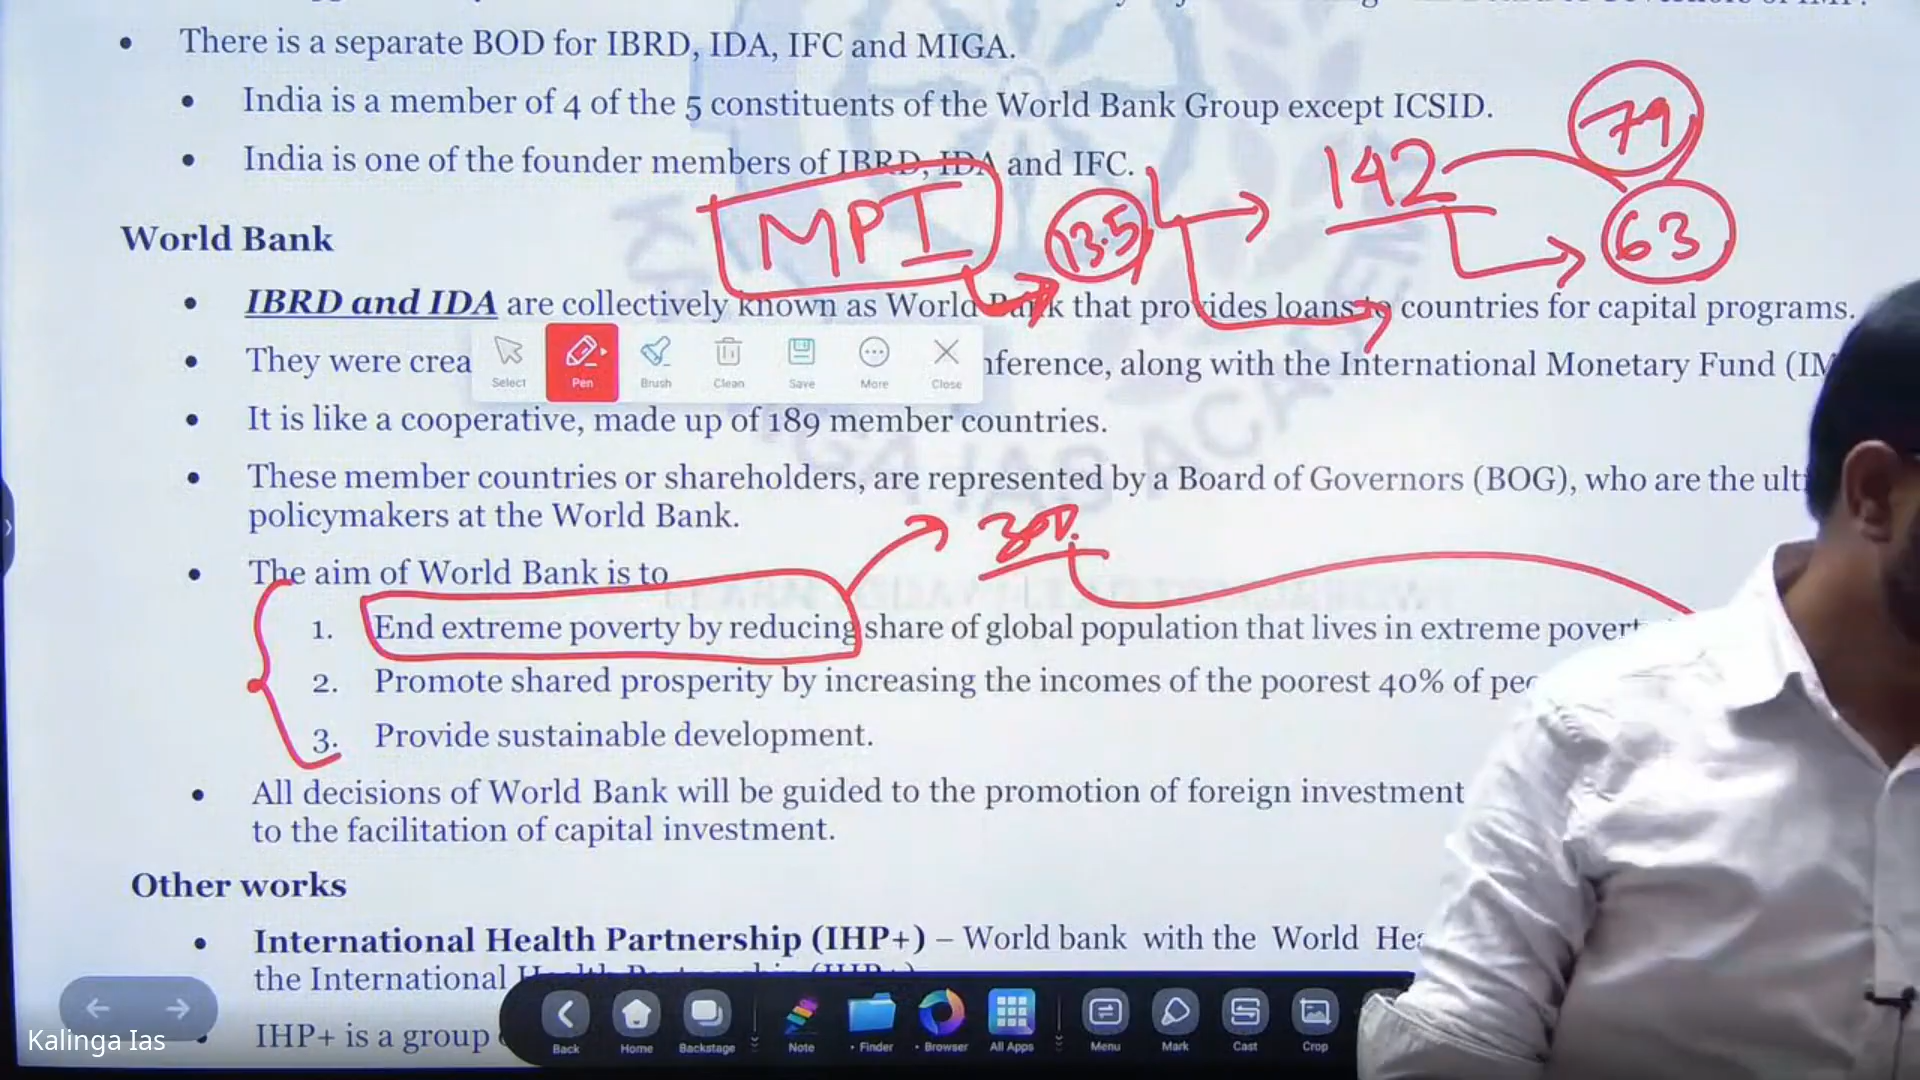 There is a separate BOD for IBRD, IDA, IFC and MIGA.
India is a member of 4 of the 5 constituents of the World Bank Group except ICSID.
79
India is one of the founder members of IBRD, IDA and IFC.
142
MPI
13.5
63
World Bank
IBRD and IDA are collectively known as World Bank that provides loans to countries for capital programs.
They were crea
nference, along with the International Monetary Fund (IM
Select
Pen
Brush
Clean
Save
More
Close
It is like a cooperative, made up of 189 member countries.
These member countries or shareholders, are represented by a Board of Governors (BOG), who are the ulti
policymakers at the World Bank.
The aim of World Bank is to
1. End extreme poverty by reducing share of global population that lives in extreme povert
2. Promote shared prosperity by increasing the incomes of the poorest 40% of peo
3. Provide sustainable development.
All decisions of World Bank will be guided to the promotion of foreign investment
to the facilitation of capital investment.
Other works
International Health Partnership (IHP+) – World bank with the World Hea
the International Health Partnership (IHP+)
IHP+ is a group
Kalinga Ias
Back
Home
Backstage
Note
Finder
Browser
All Apps
Menu
Mark
Cast
Crop